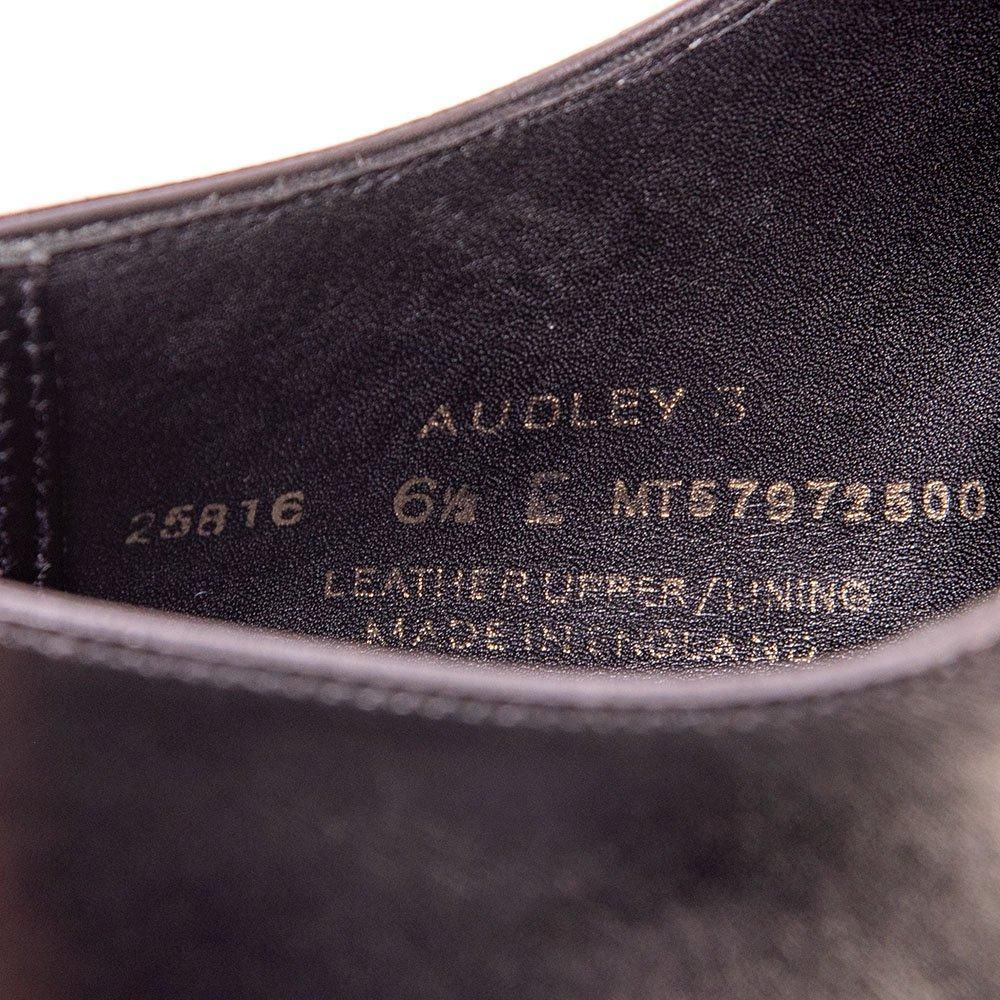 AUDLEY 3
25816 6½ E MT57972500
LEATHER UPPER/LINING
MADE IN ENGLAND